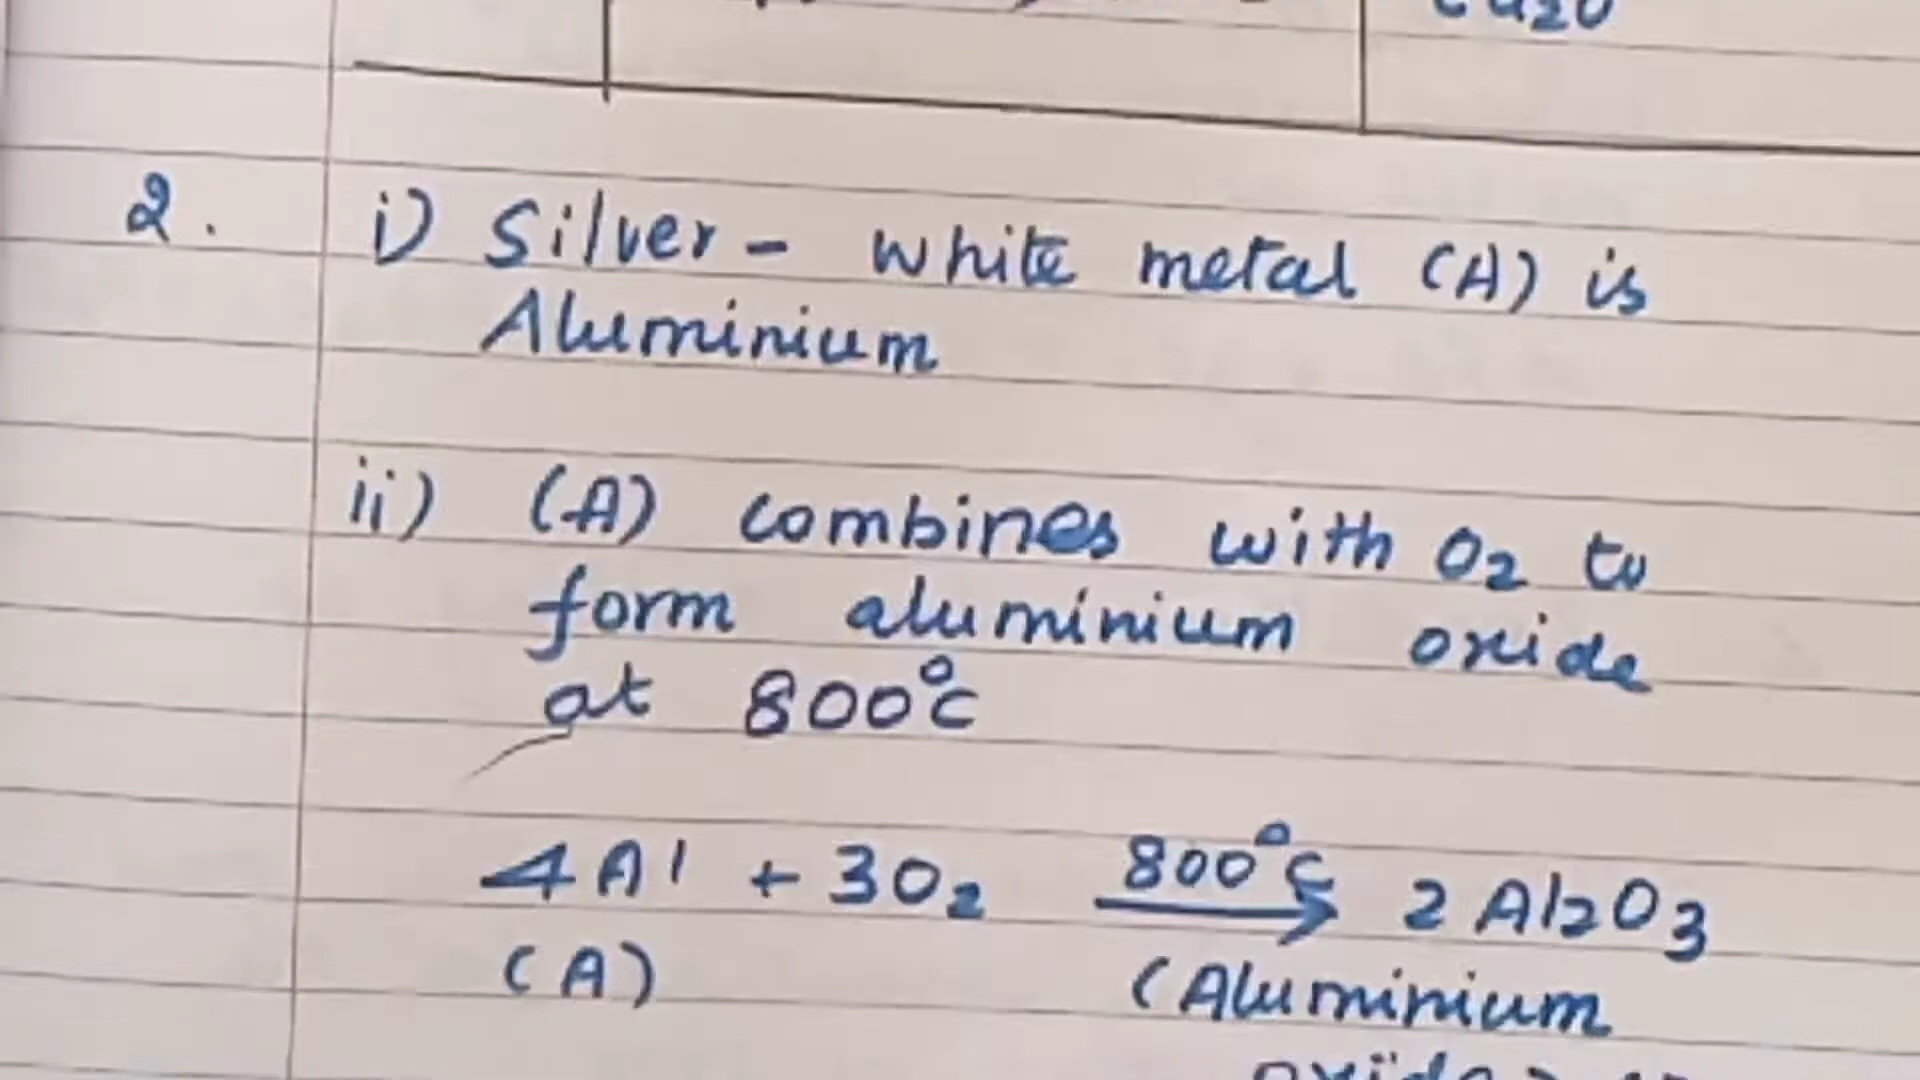 Cu2O
2. i) Silver - white metal (A) is
Aluminium
ii) (A) combines with O2 to
form aluminium oxide
at 800°C
4Al + 3O2 800°C → 2Al2O3
(A) (Aluminium